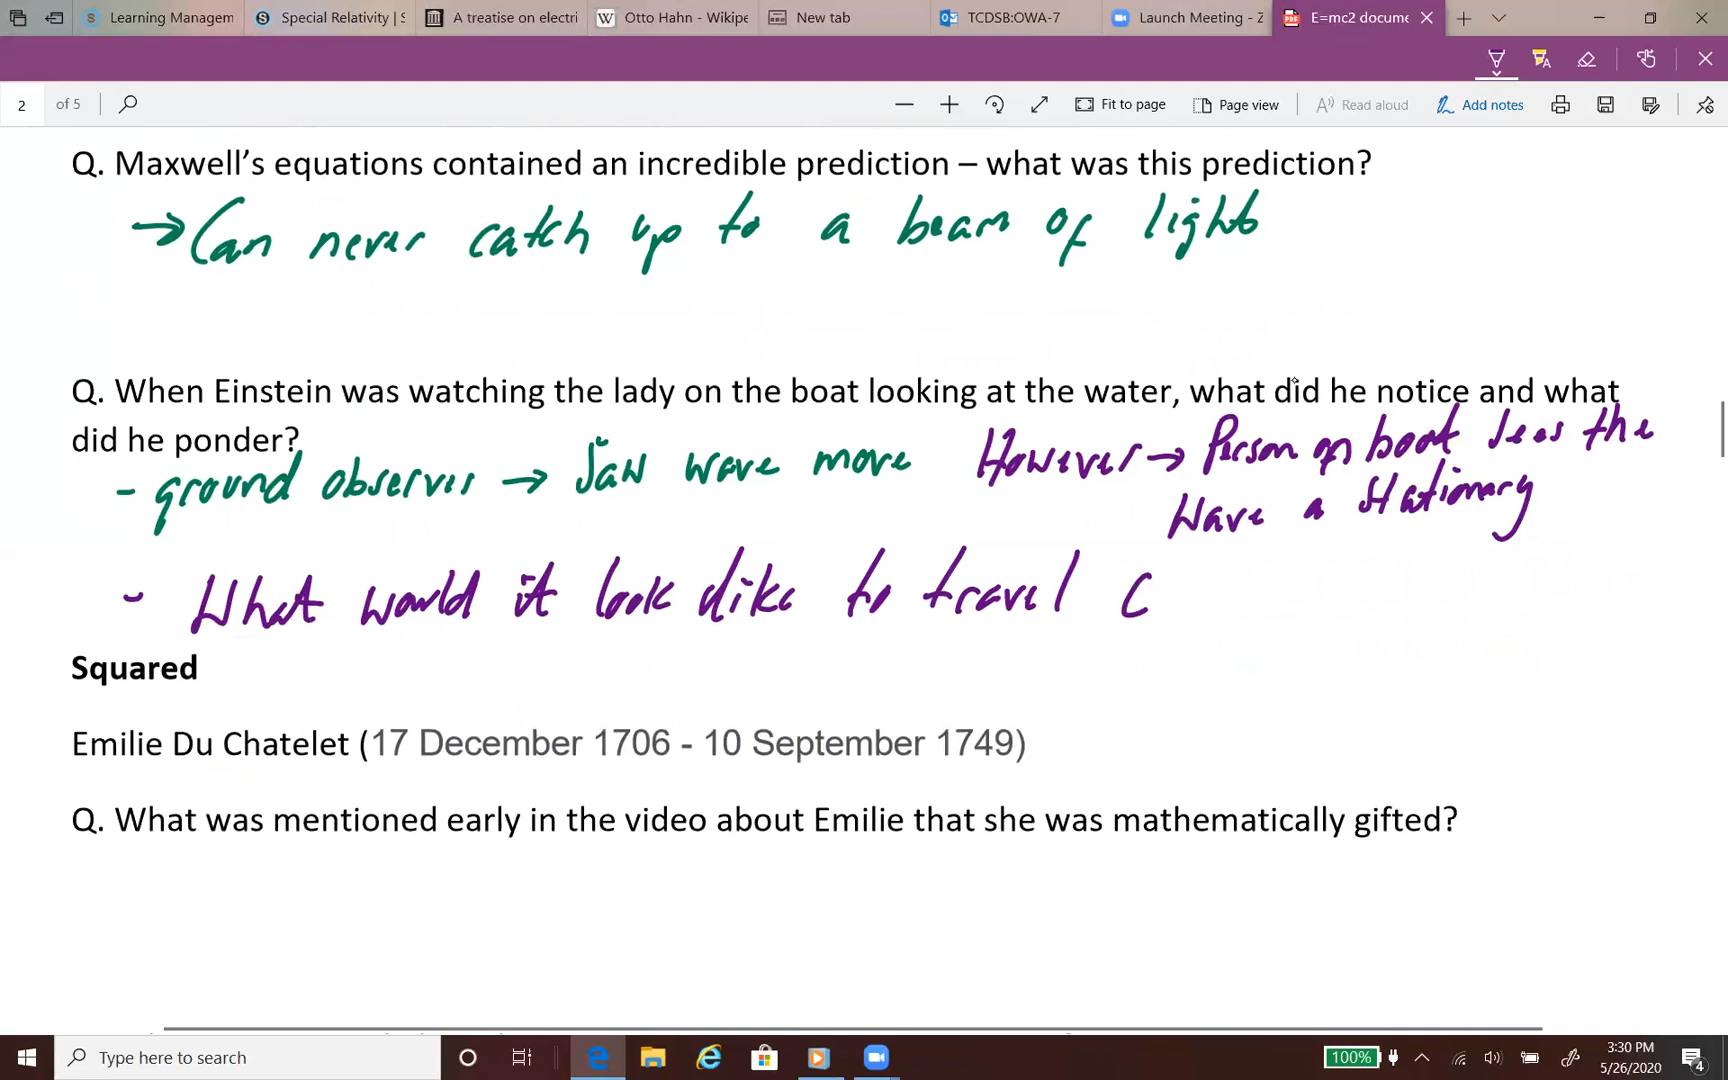 Learning Managem
Special Relativity | S
A treatise on electri
W Otto Hahn - Wikipe
New tab
TCDSB:OWA-7
Launch Meeting - Z
E=mc2 docume
2 of 5
Fit to page
Page view
Read aloud
Add notes
Q. Maxwell's equations contained an incredible prediction – what was this prediction?
→ Can never catch up to a beam of light
Q. When Einstein was watching the lady on the boat looking at the water, what did he notice and what
did he ponder?
- ground observer → Saw wave move However → Person on boat sees the
wave a stationary
- What would it look like to travel C
Squared
Emilie Du Chatelet (17 December 1706 - 10 September 1749)
Q. What was mentioned early in the video about Emilie that she was mathematically gifted?
Type here to search
100%
3:30 PM
5/26/2020
4